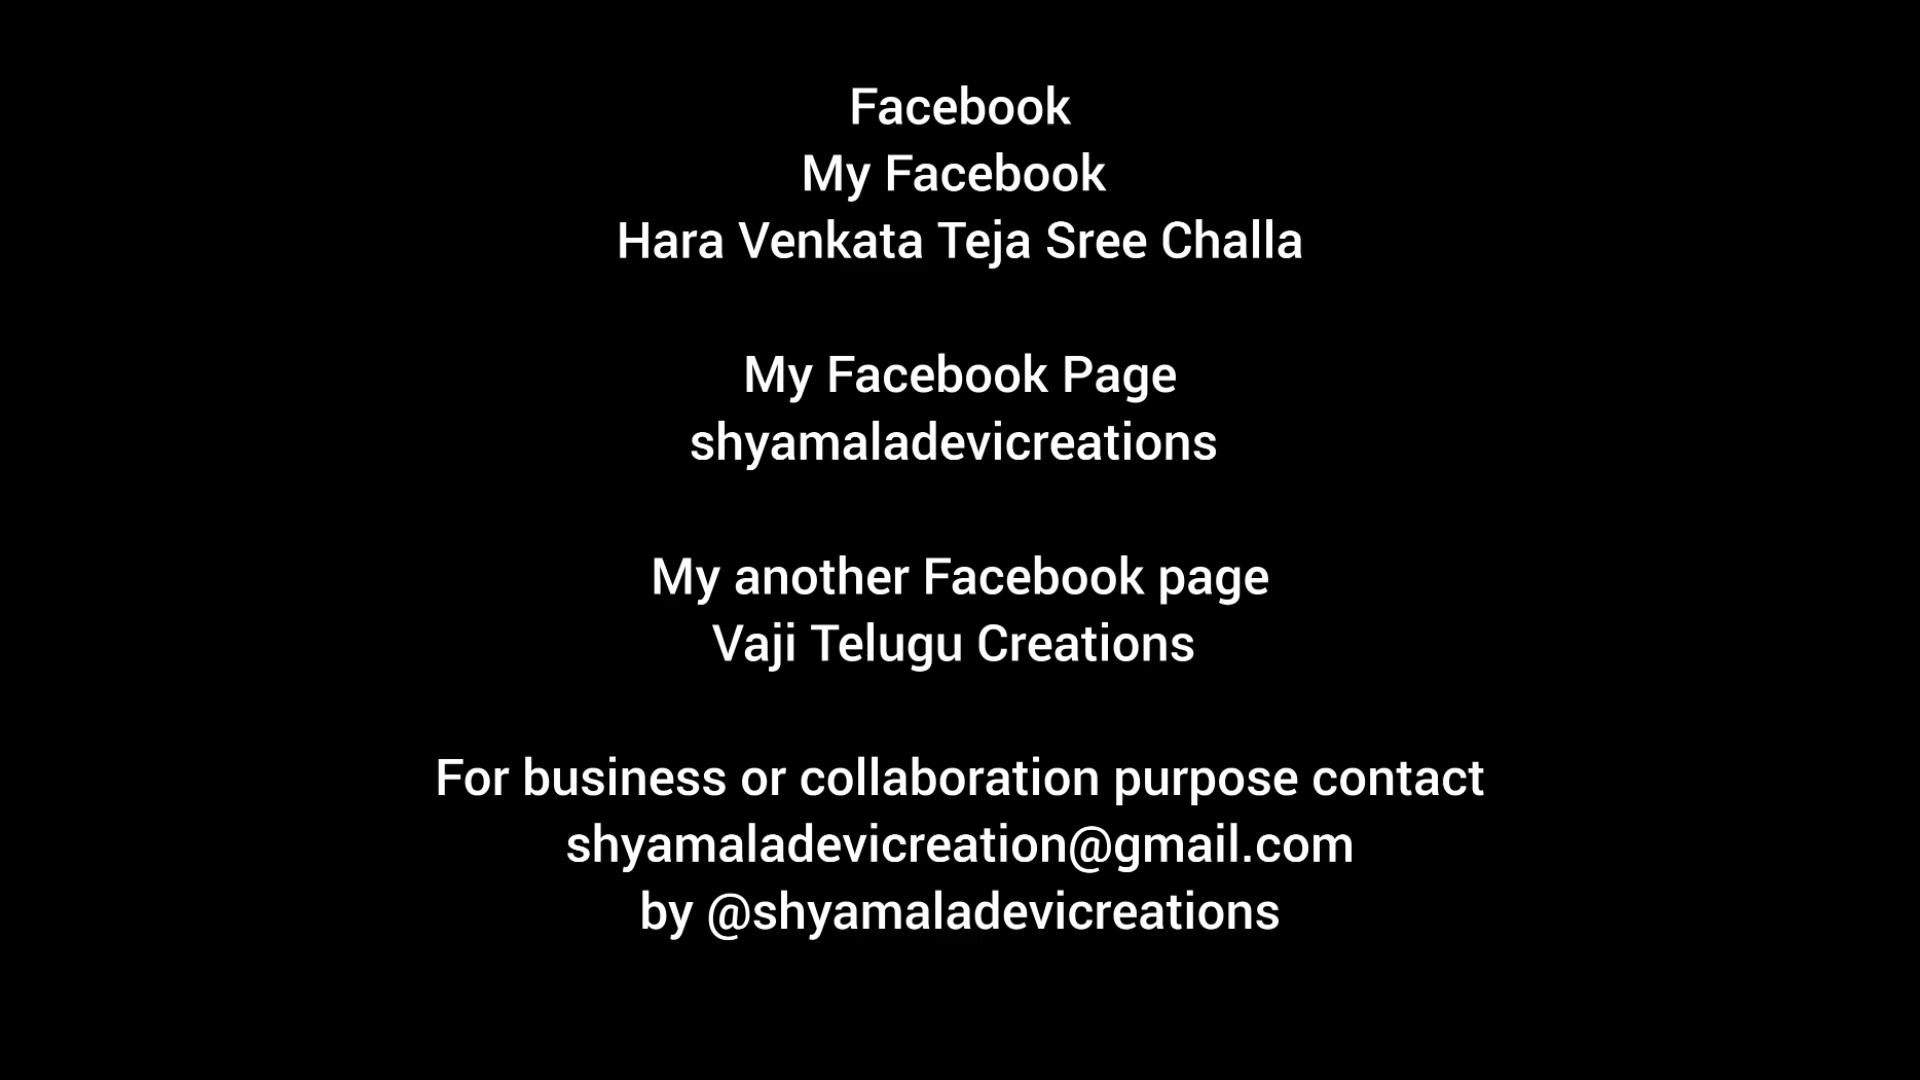 Facebook
My Facebook
Hara Venkata Teja Sree Challa
My Facebook Page
shyamaladevicreations
My another Facebook page
Vaji Telugu Creations
For business or collaboration purpose contact
shyamaladevicreation@gmail.com
by @shyamaladevicreations